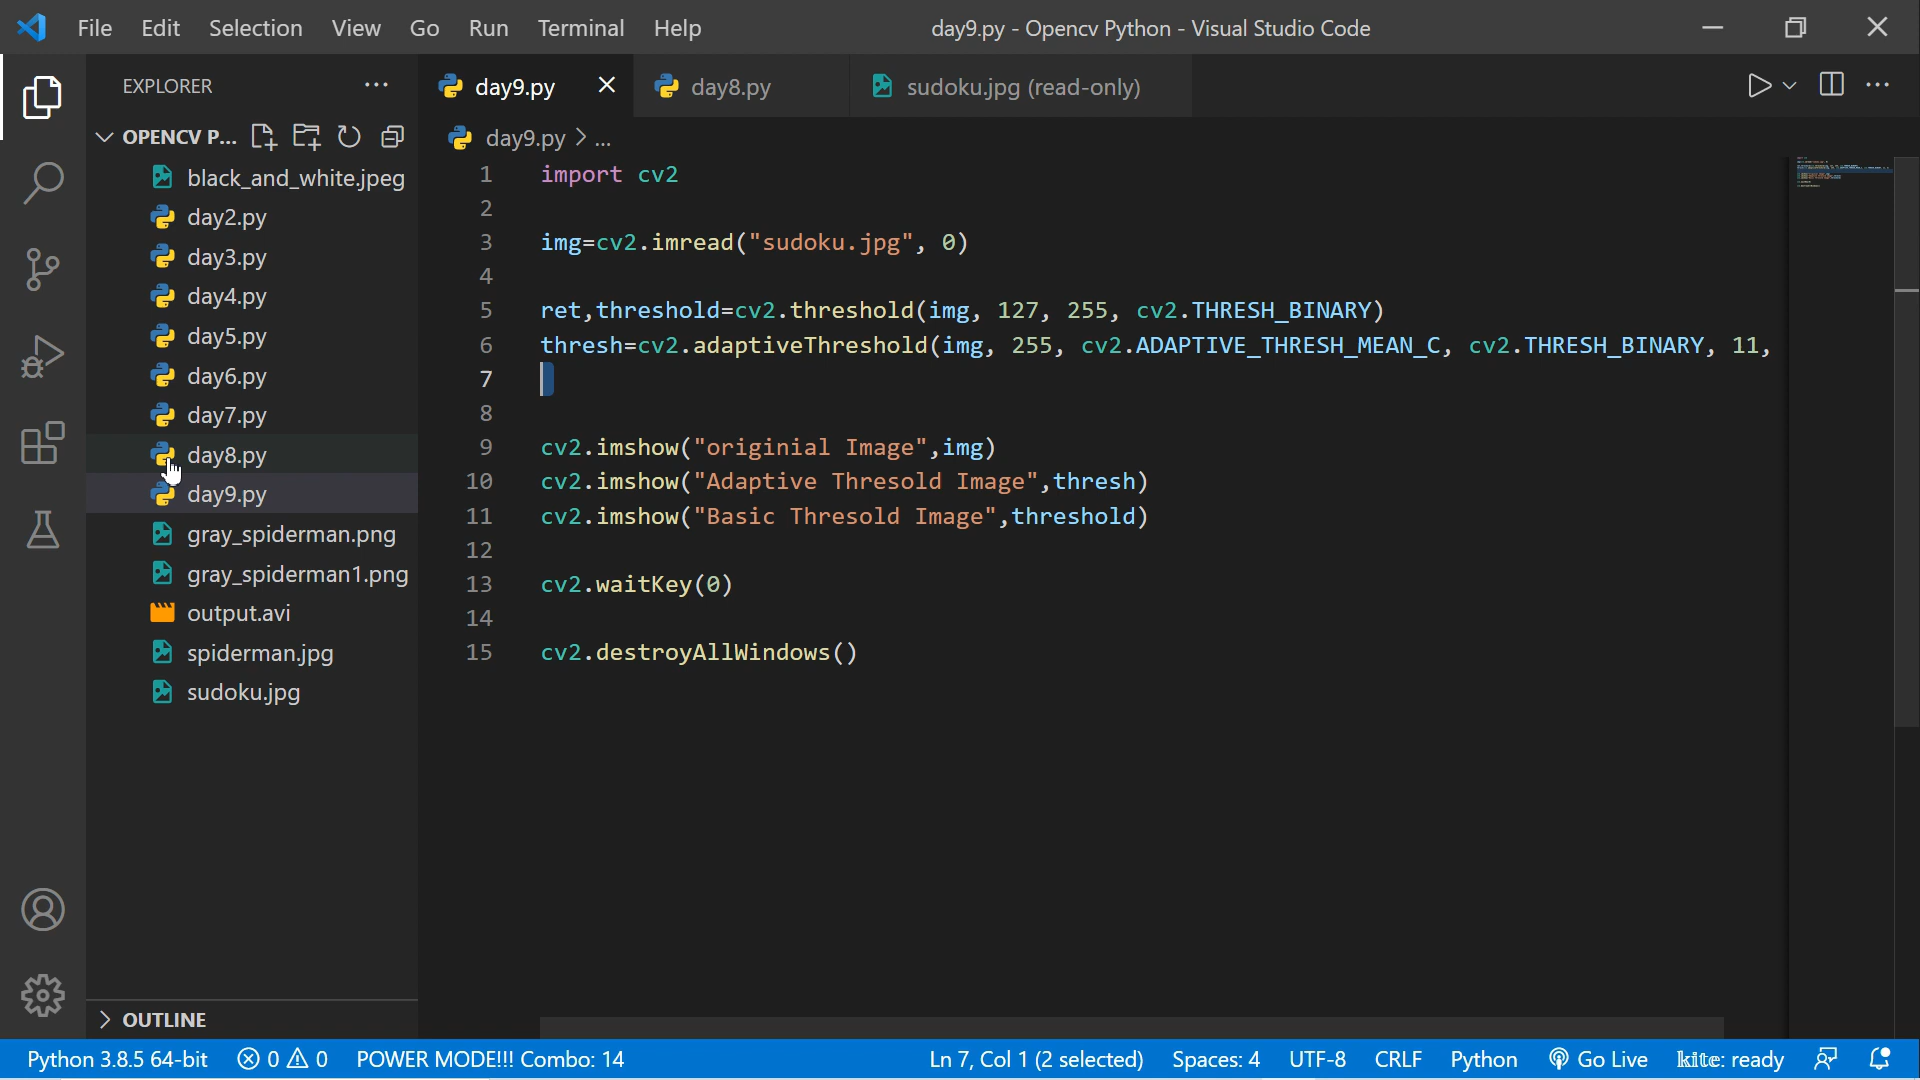 File Edit Selection View Go Run Terminal Help day9.py - Opencv Python - Visual Studio Code
EXPLORER
day9.py
day8.py
sudoku.jpg (read-only)
OPENCV P...
day9.py > ...
black_and_white.jpeg
day2.py
day3.py
day4.py
day5.py
day6.py
day7.py
day8.py
day9.py
gray_spiderman.png
gray_spiderman1.png
output.avi
spiderman.jpg
sudoku.jpg
OUTLINE
1 import cv2
2
3 img=cv2.imread("sudoku.jpg", 0)
4
5 ret,threshold=cv2.threshold(img, 127, 255, cv2.THRESH_BINARY)
6 thresh=cv2.adaptiveThreshold(img, 255, cv2.ADAPTIVE_THRESH_MEAN_C, cv2.THRESH_BINARY, 11,
7
8
9 cv2.imshow("originial Image",img)
10 cv2.imshow("Adaptive Thresold Image",thresh)
11 cv2.imshow("Basic Thresold Image",threshold)
12
13 cv2.waitKey(0)
14
15 cv2.destroyAllWindows()
Python 3.8.5 64-bit 0 0 POWER MODE!!! Combo: 14 Ln 7, Col 1 (2 selected) Spaces: 4 UTF-8 CRLF Python Go Live kite: ready